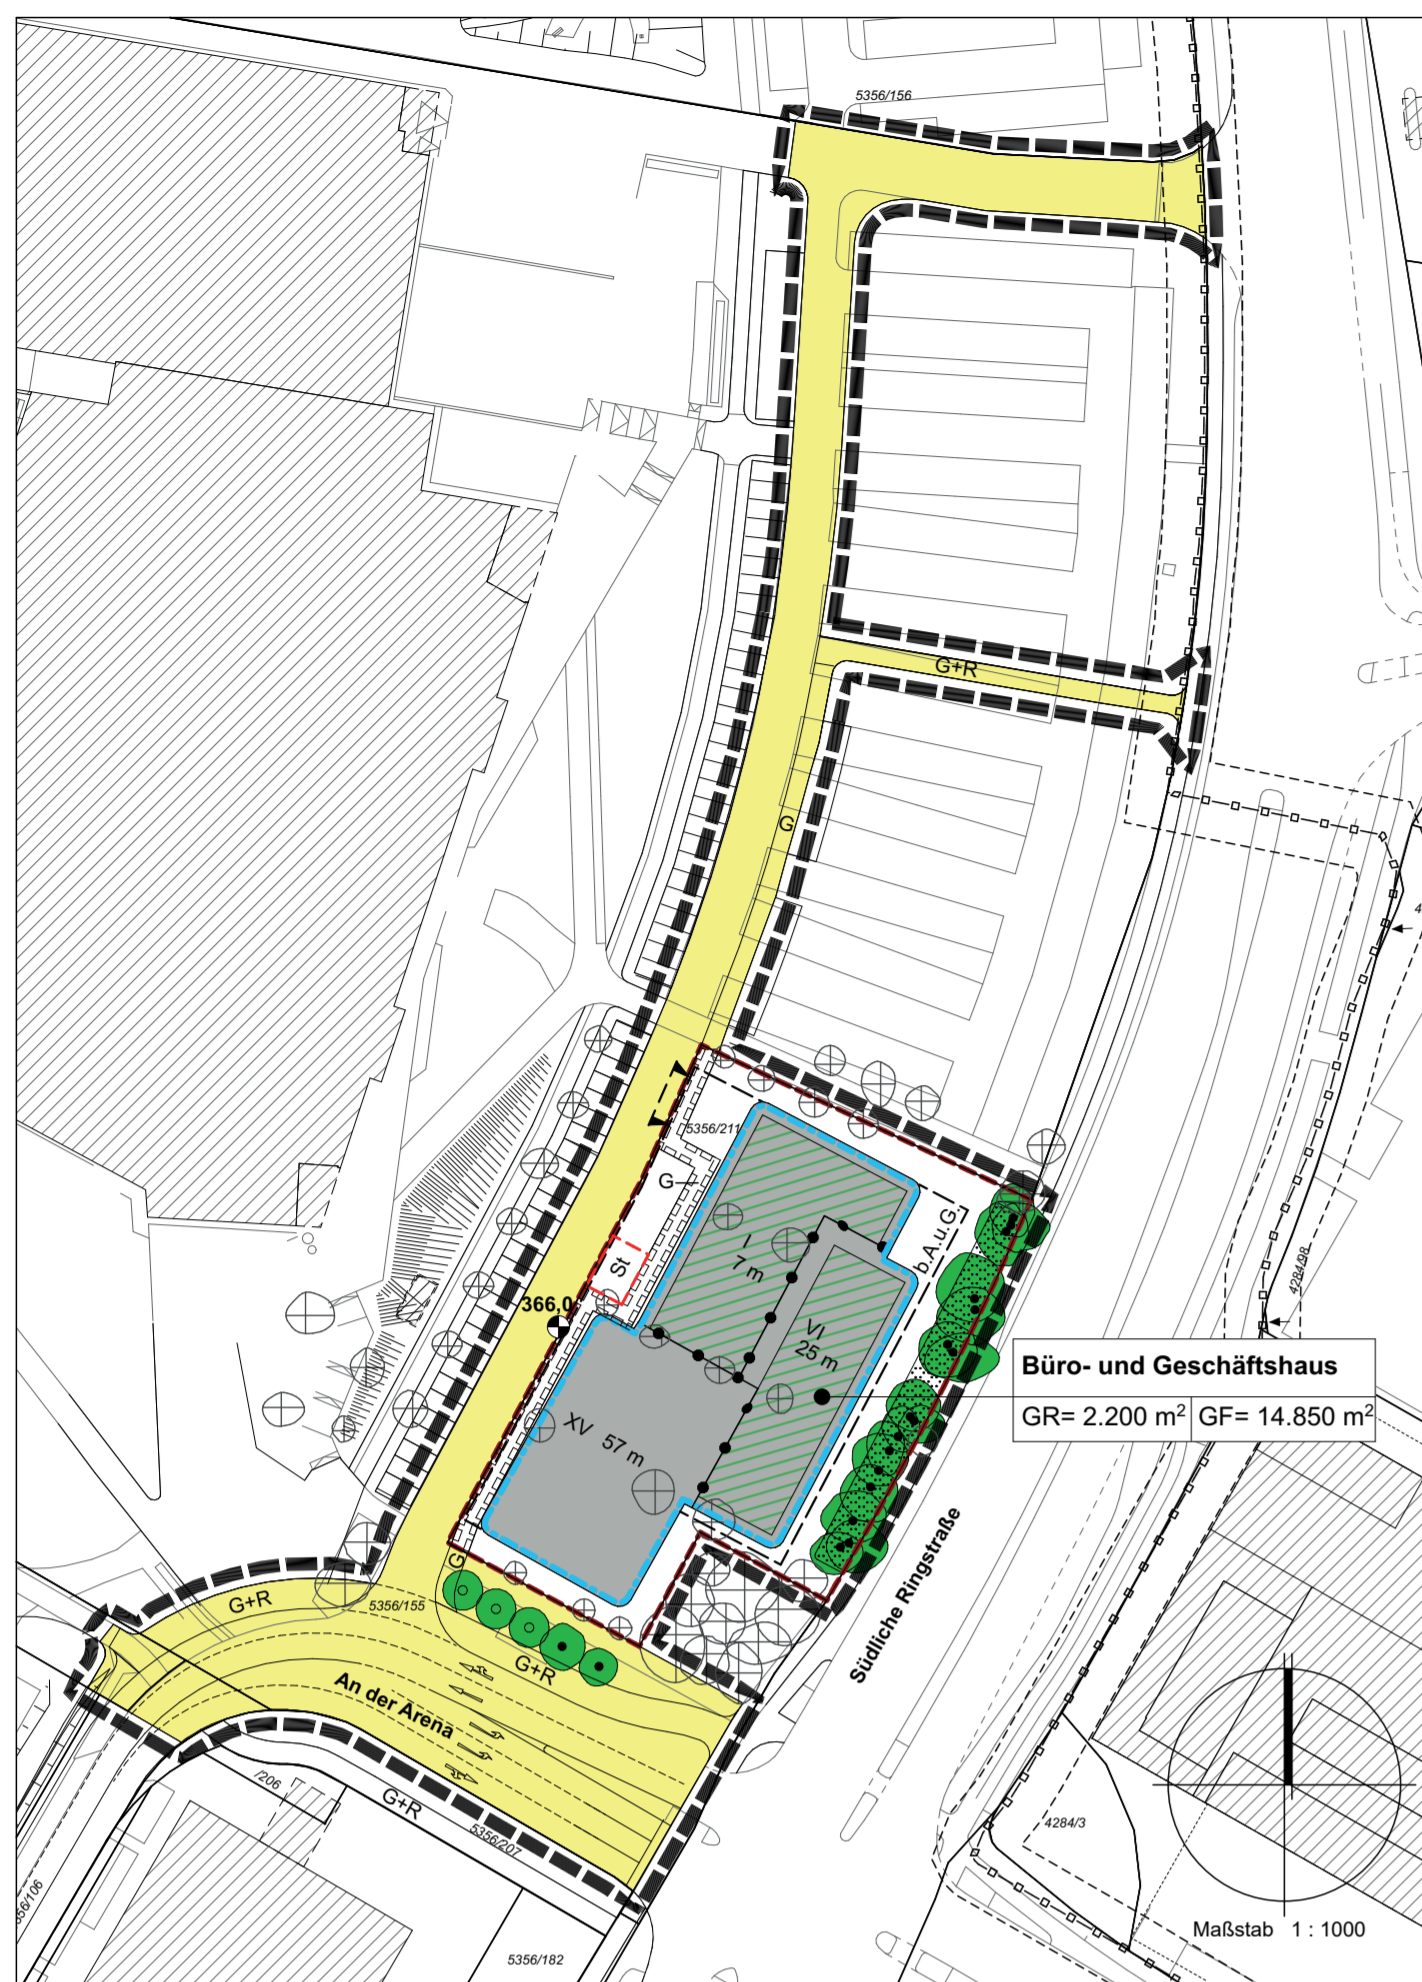 5356/156
G+R
G
5356/211
G
b.A.u.G.
I
7 m
St
366,0
VI
25 m
XV 57 m
4284/98
Büro- und Geschäftshaus
GR= 2.200 m² GF= 14.850 m²
Südliche Ringstraße
G
G+R
5356/155
G+R
An der Arena
/206
G+R
5356/207
4284/3
5356/182
Maßstab 1 : 1000